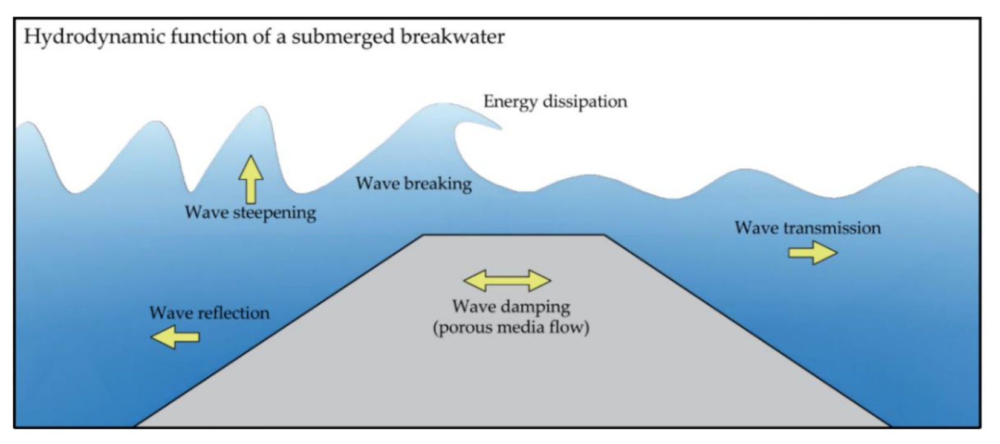 Hydrodynamic function of a submerged breakwater
Energy dissipation
Wave breaking
Wave steepening
Wave transmission
Wave reflection
Wave damping
(porous media flow)